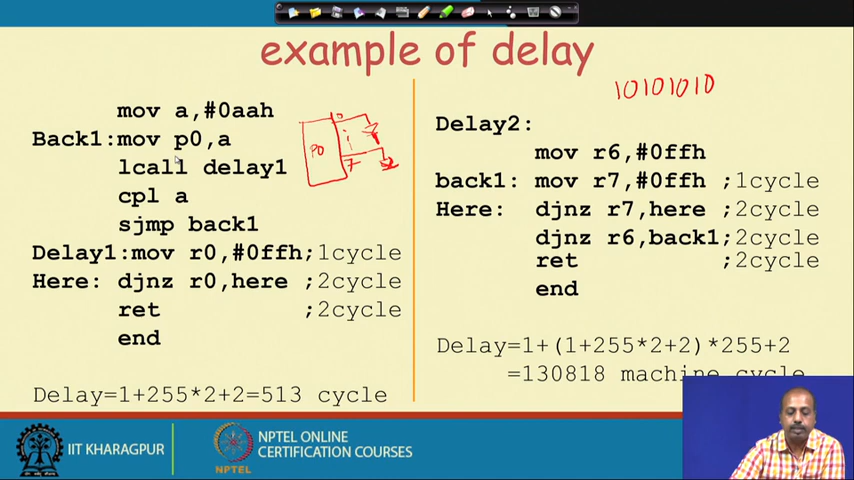 example of delay
mov a,#0aah
Back1:mov p0,a
lcall delay1
cpl a
sjmp back1
Delay1:mov r0,#0ffh;1cycle
Here: djnz r0,here ;2cycle
ret ;2cycle
end
Delay=1+255*2+2=513 cycle
P0
0
7
10101010
Delay2:
mov r6,#0ffh
back1: mov r7,#0ffh ;1cycle
Here: djnz r7,here ;2cycle
djnz r6,back1;2cycle
ret ;2cycle
end
Delay=1+(1+255*2+2)*255+2
=130818 machine cycle
IIT KHARAGPUR
NPTEL
NPTEL ONLINE
CERTIFICATION COURSES